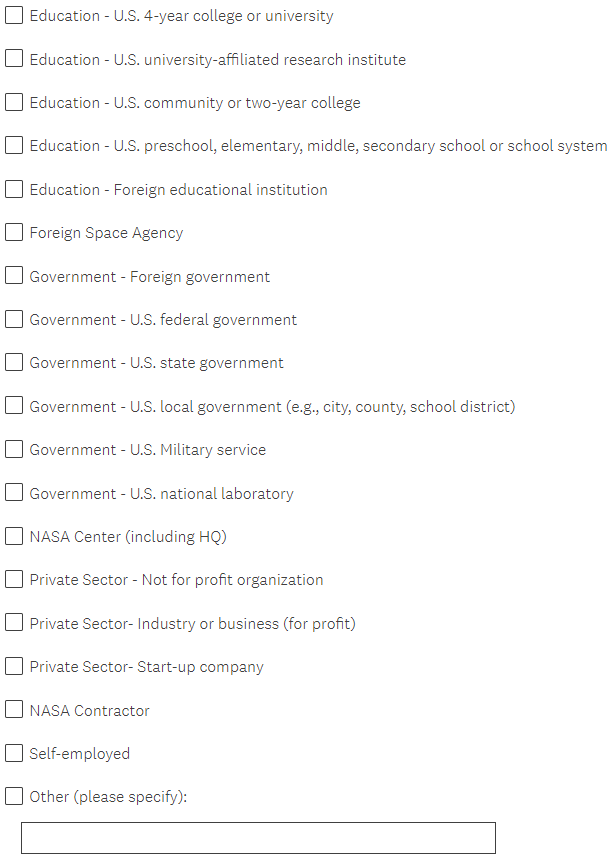 Education - U.S. 4-year college or university
Education - U.S. university-affiliated research institute
Education - U.S. community or two-year college
Education - U.S. preschool, elementary, middle, secondary school or school system
Education - Foreign educational institution
Foreign Space Agency
Government - Foreign government
Government - U.S. federal government
Government - U.S. state government
Government - U.S. local government (e.g., city, county, school district)
Government - U.S. Military service
Government - U.S. national laboratory
NASA Center (including HQ)
Private Sector - Not for profit organization
Private Sector- Industry or business (for profit)
Private Sector- Start-up company
NASA Contractor
Self-employed
Other (please specify):